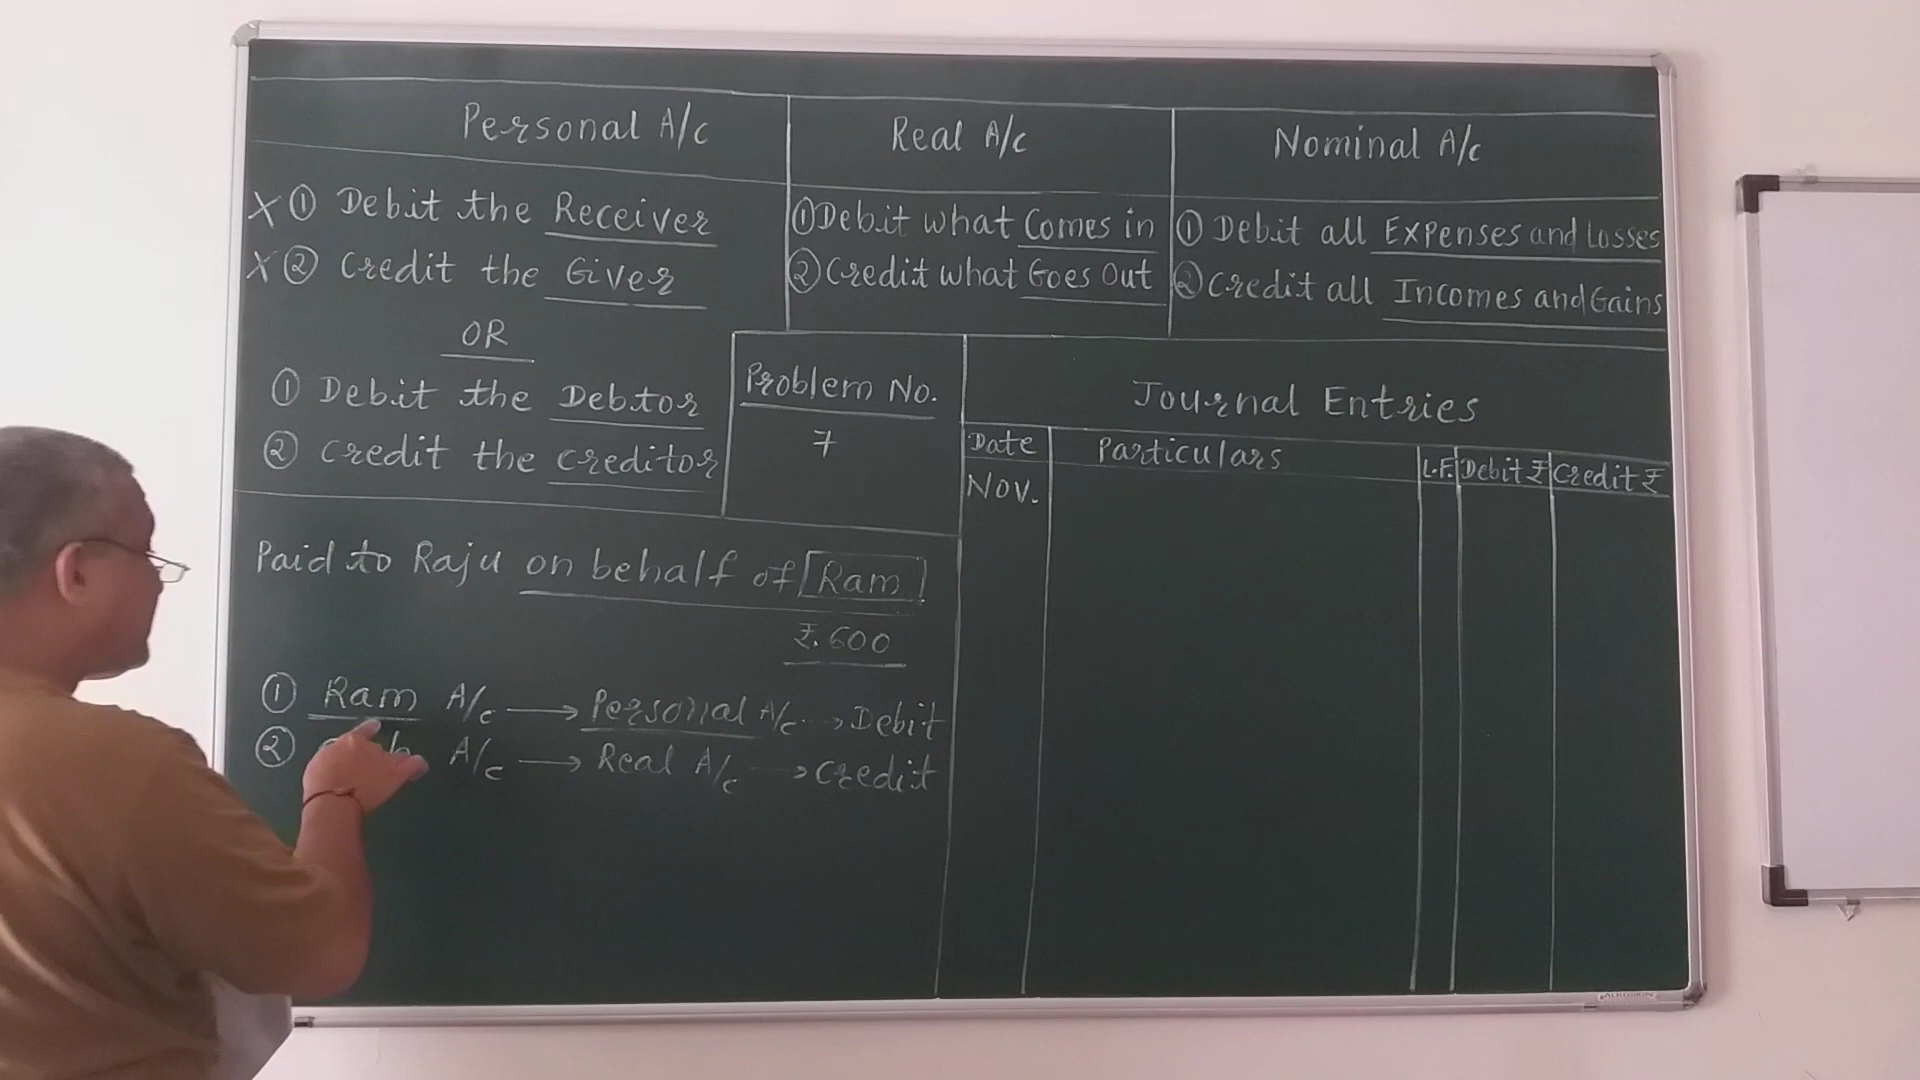 Personal A/c
X ① Debit the Receiver
X ② Credit the Giver
OR
① Debit the Debtor
② Credit the Creditor
Real A/c
① Debit what Comes in
② Credit what Goes Out
Nominal A/c
① Debit all Expenses and Losses
② Credit all Incomes and Gains
Problem No.
7
Journal Entries
Date Particulars L.F. Debit ₹ Credit ₹
Nov.
Paid to Raju on behalf of Ram
₹.600
① Ram A/c → Personal A/c → Debit
② A/c → Real A/c → Credit